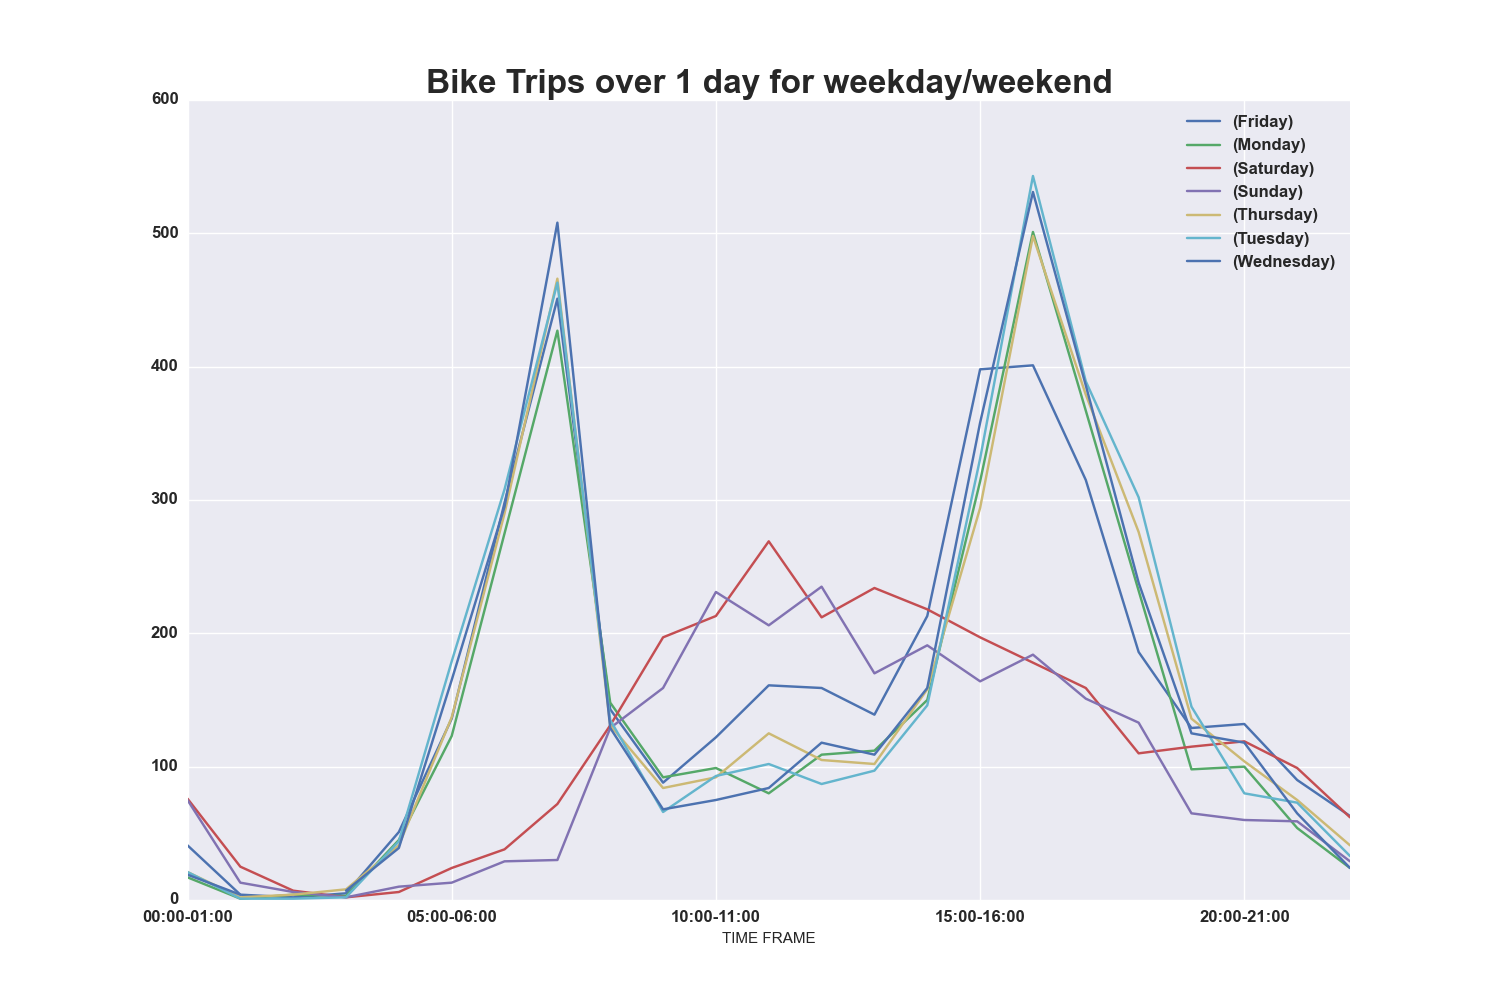 Bike Trips over 1 day for weekday/weekend
600
500
400
300
200
100
0
(Friday)
(Monday)
(Saturday)
(Sunday)
(Thursday)
(Tuesday)
(Wednesday)
00:00-01:00 05:00-06:00 10:00-11:00 15:00-16:00 20:00-21:00
TIME FRAME